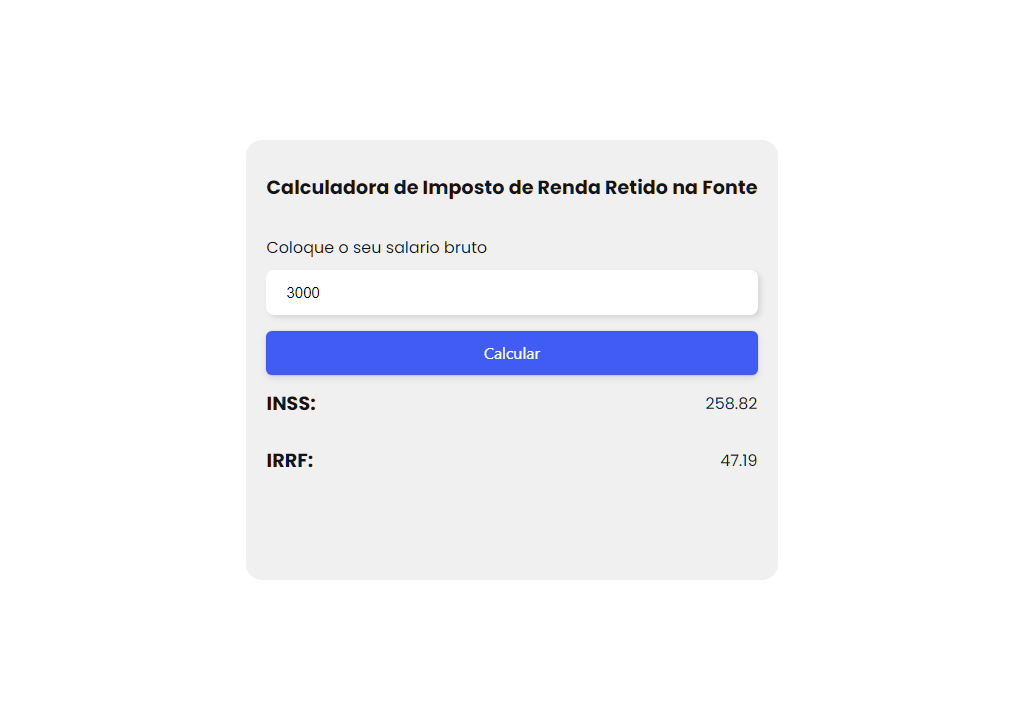 Calculadora de Imposto de Renda Retido na Fonte
Coloque o seu salario bruto
3000
Calcular
INSS: 258.82
IRRF: 47.19